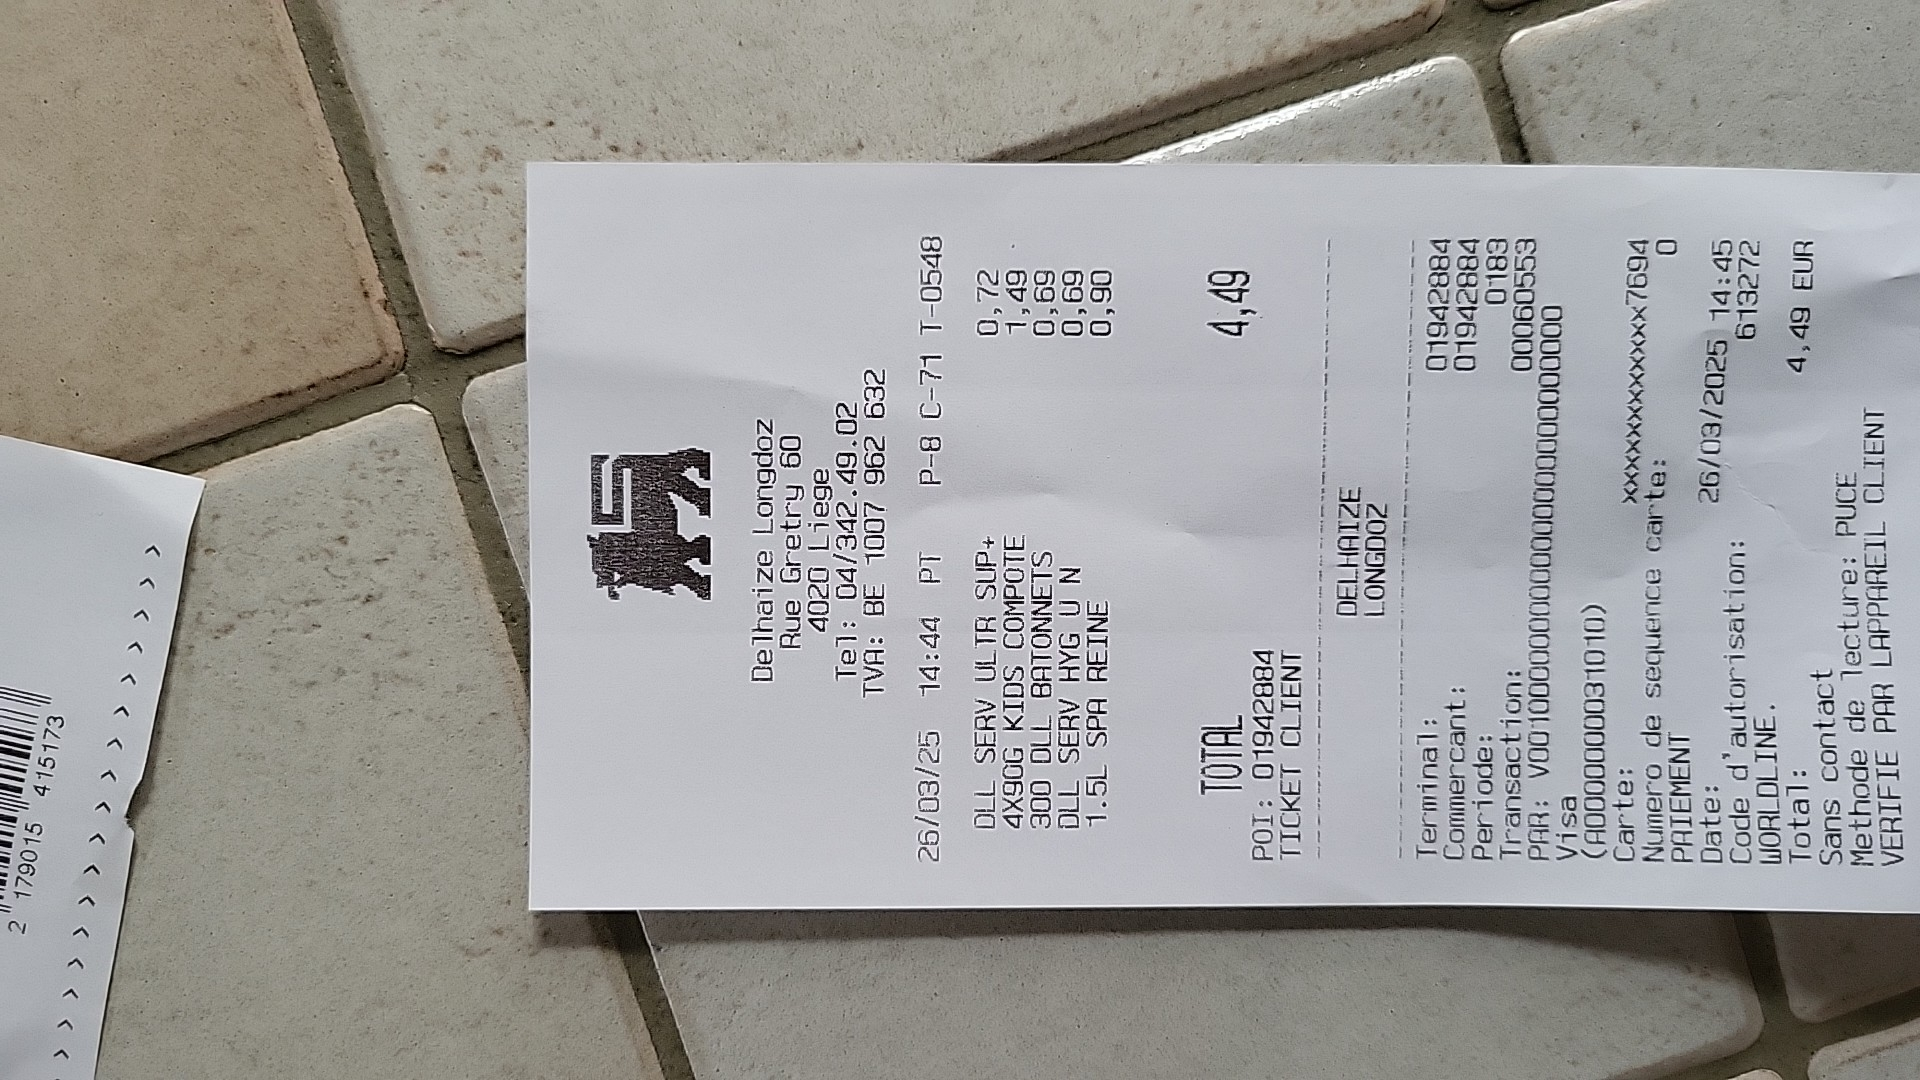 Delhaize Longdoz
Rue Gretry 60
4020 Liege
Tel: 04/342.49.02
TVA: BE 1007 962 632
26/03/25 14:44 PT P-8 C-71 T-0548
DLL SERV ULTR SUP+ 0,72
4X90G KIDS COMPOTE 1,49
300 DLL BATONNETS 0,69
DLL SERV HYG U N 0,69
1.5L SPA REINE 0,90
TOTAL 4,49
POI: 01942884
TICKET CLIENT
DELHAIZE
LONGDOZ
Terminal: 01942884
Commercant: 01942884
Periode: 0183
Transaction: 00060553
PAR:
Visa
(A0000000031010)
Carte: xxxxxxxxxxxx7694
Numero de sequence carte: 0
PAIEMENT
Date: 26/03/2025 14:45
Code d'autorisation: 613272
WORLDLINE.
Total: 4,49 EUR
Sans contact
Methode de lecture: PUCE
VERIFIE PAR LAPPAREIL CLIENT
2 179015 415173